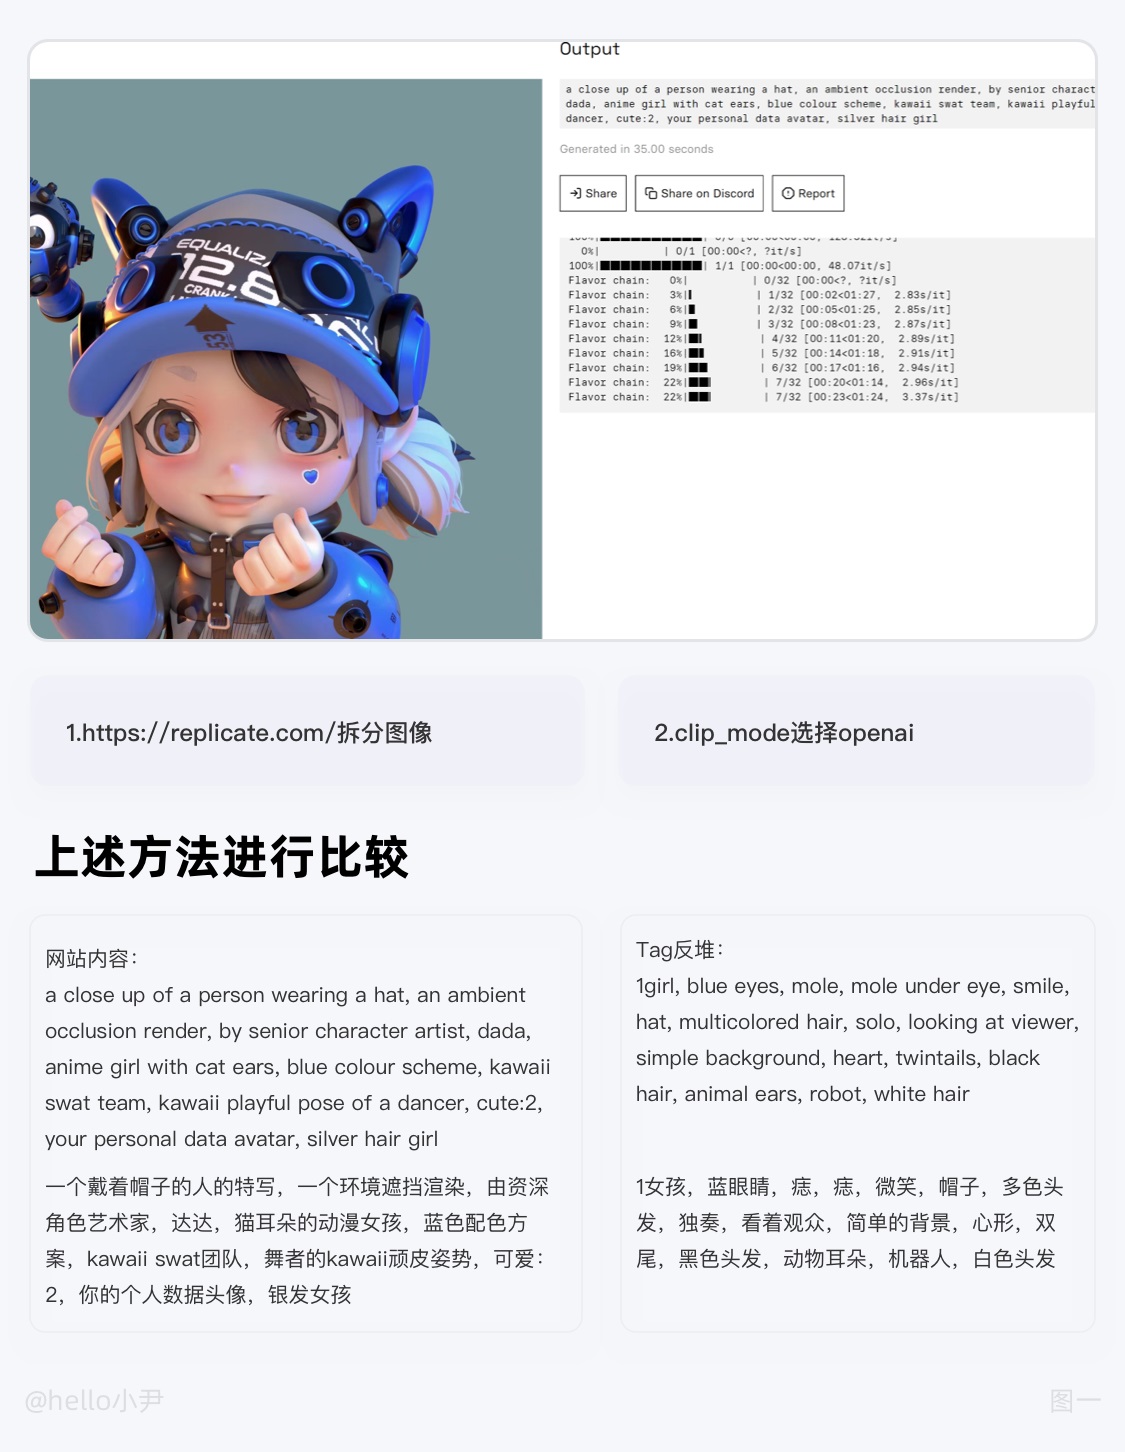 Output
a close up of a person wearing a hat, an ambient occlusion render, by senior charact
dada, anime girl with cat ears, blue colour scheme, kawaii swat team, kawaii playful
dancer, cute:2, your personal data avatar, silver hair girl
Generated in 35.00 seconds
Share
Share on Discord
Report
0%| | 0/1 [00:00<?, ?it/s]
100%|██████████| 1/1 [00:00<00:00, 48.07it/s]
Flavor chain: 0%| | 0/32 [00:00<?, ?it/s]
Flavor chain: 3%|▎ | 1/32 [00:02<01:27, 2.83s/it]
Flavor chain: 6%|▋ | 2/32 [00:05<01:25, 2.85s/it]
Flavor chain: 9%|▉ | 3/32 [00:08<01:23, 2.87s/it]
Flavor chain: 12%|█▎ | 4/32 [00:11<01:20, 2.89s/it]
Flavor chain: 16%|█▌ | 5/32 [00:14<01:18, 2.91s/it]
Flavor chain: 19%|█▉ | 6/32 [00:17<01:16, 2.94s/it]
Flavor chain: 22%|██▏ | 7/32 [00:20<01:14, 2.96s/it]
Flavor chain: 22%|██▏ | 7/32 [00:23<01:24, 3.37s/it]
EQUALIZ
12.8
CRANK
53
1.https://replicate.com/拆分图像
2.clip_mode选择openai
上述方法进行比较
网站内容：
a close up of a person wearing a hat, an ambient
occlusion render, by senior character artist, dada,
anime girl with cat ears, blue colour scheme, kawaii
swat team, kawaii playful pose of a dancer, cute:2,
your personal data avatar, silver hair girl
一个戴着帽子的人的特写，一个环境遮挡渲染，由资深
角色艺术家，达达，猫耳朵的动漫女孩，蓝色配色方
案，kawaii swat团队，舞者的kawaii顽皮姿势，可爱：
2，你的个人数据头像，银发女孩
Tag反堆：
1girl, blue eyes, mole, mole under eye, smile,
hat, multicolored hair, solo, looking at viewer,
simple background, heart, twintails, black
hair, animal ears, robot, white hair
1女孩，蓝眼睛，痣，痣，微笑，帽子，多色头
发，独奏，看着观众，简单的背景，心形，双
尾，黑色头发，动物耳朵，机器人，白色头发
@hello小尹
图一